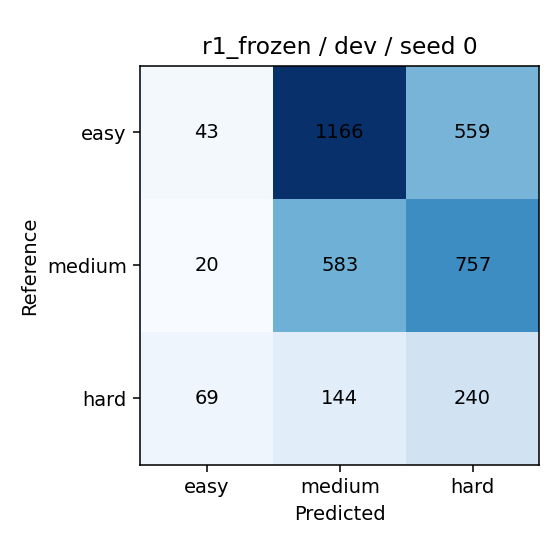 r1_frozen / dev / seed 0
easy 43 1166 559
medium 20 583 757
hard 69 144 240
easy medium hard
Predicted
Reference